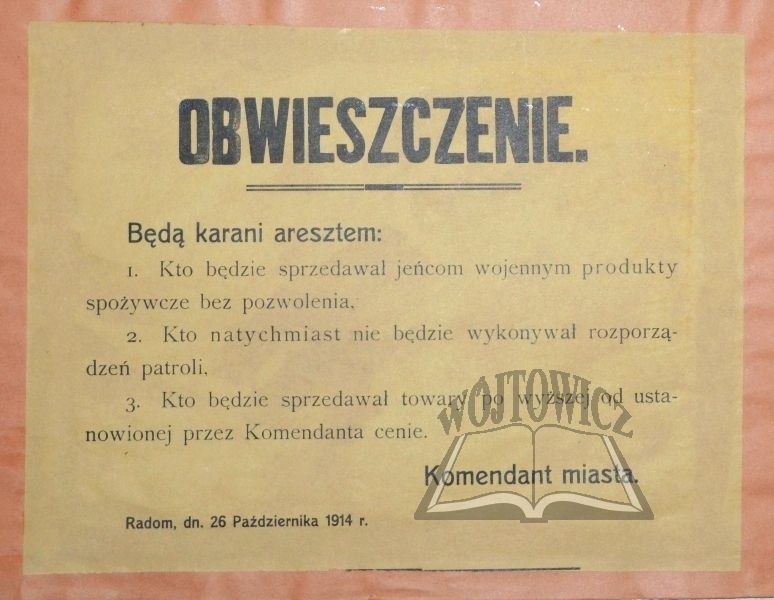 OBWIESZCZENIE.
Będą karani aresztem:
1. Kto będzie sprzedawał jeńcom wojennym produkty
spożywcze bez pozwolenia,
2. Kto natychmiast nie będzie wykonywał rozporzą-
dzeń patroli,
3. Kto będzie sprzedawał towary po wyższej od usta-
nowionej przez Komendanta cenie.
Komendant miasta.
Radom, dn. 26 Października 1914 r.
WÓJTOWICZ